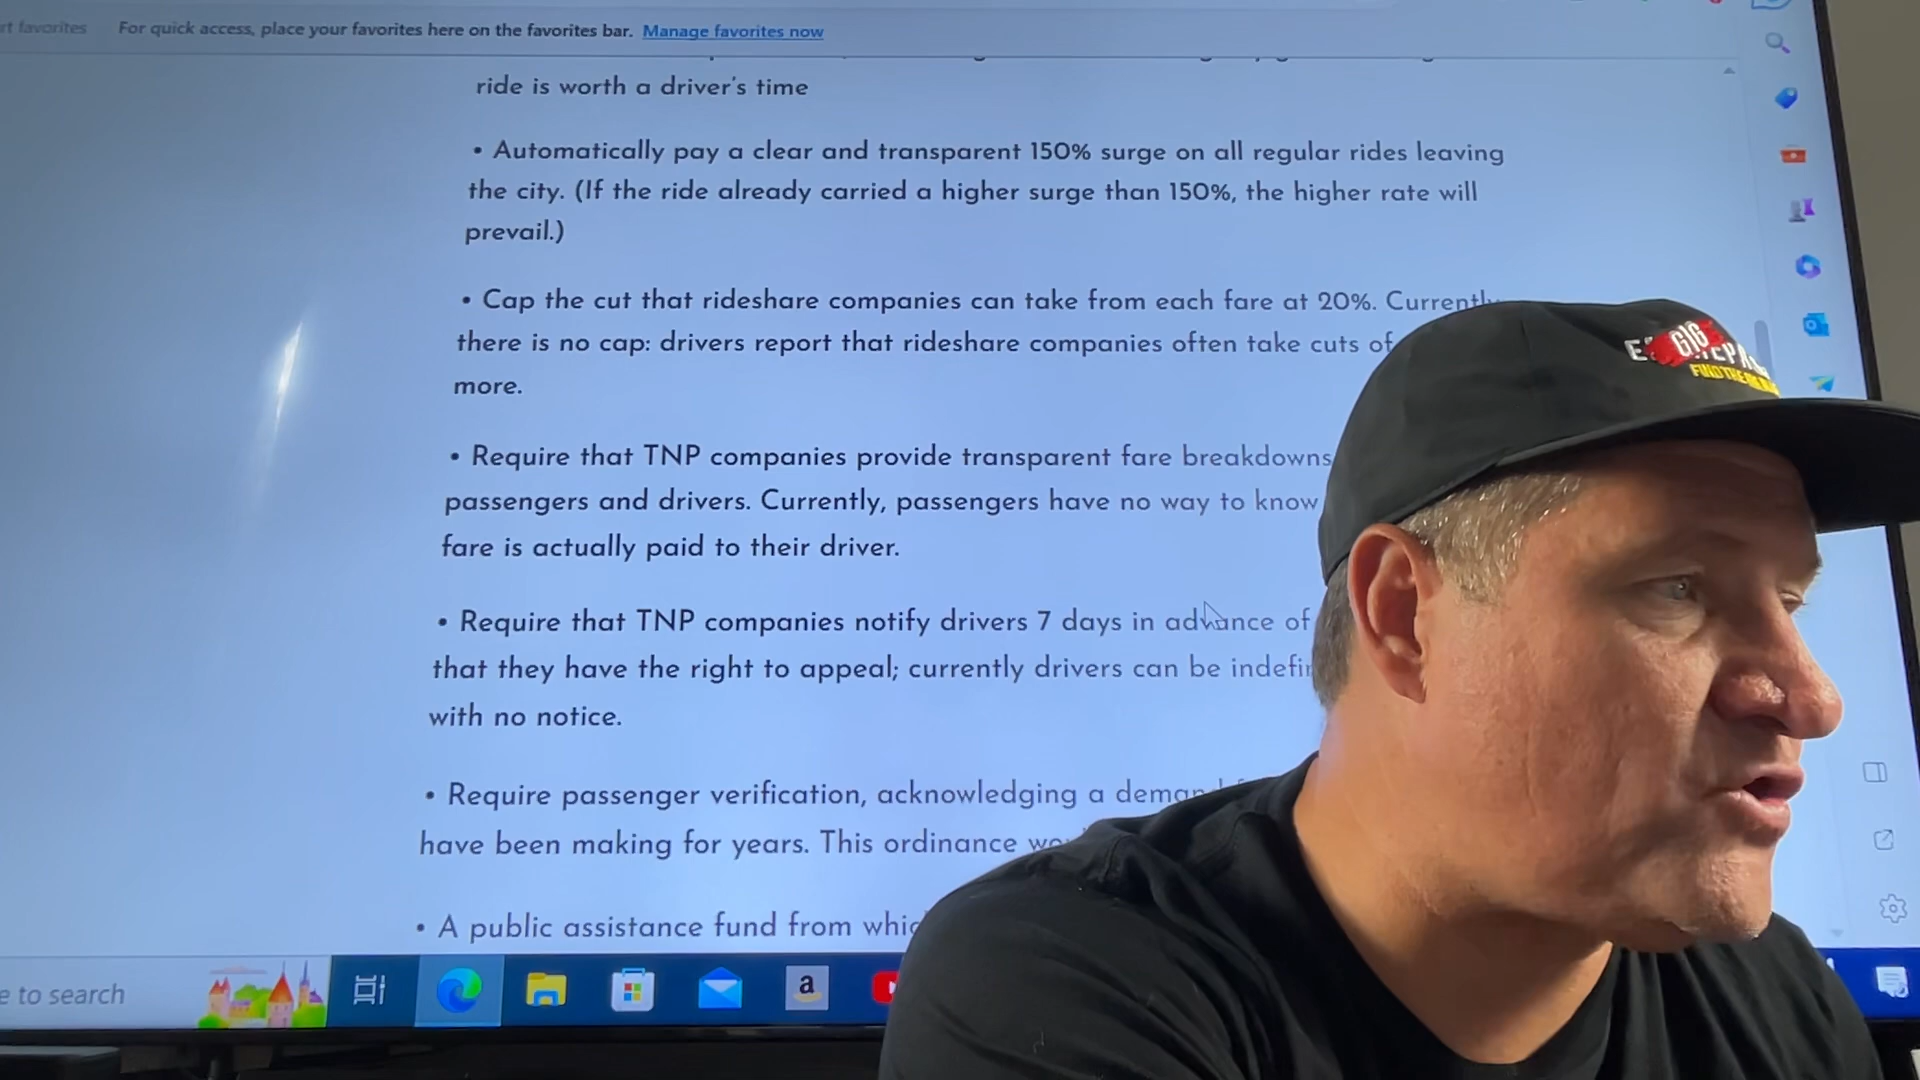 rt favorites For quick access, place your favorites here on the favorites bar. Manage favorites now
ride is worth a driver's time
• Automatically pay a clear and transparent 150% surge on all regular rides leaving
the city. (If the ride already carried a higher surge than 150%, the higher rate will
prevail.)
• Cap the cut that rideshare companies can take from each fare at 20%. Currently
there is no cap: drivers report that rideshare companies often take cuts of
more.
• Require that TNP companies provide transparent fare breakdowns
passengers and drivers. Currently, passengers have no way to know
fare is actually paid to their driver.
• Require that TNP companies notify drivers 7 days in advance of
that they have the right to appeal; currently drivers can be indefi
with no notice.
• Require passenger verification, acknowledging a deman
have been making for years. This ordinance wo
• A public assistance fund from whic
e to search
a
GIG